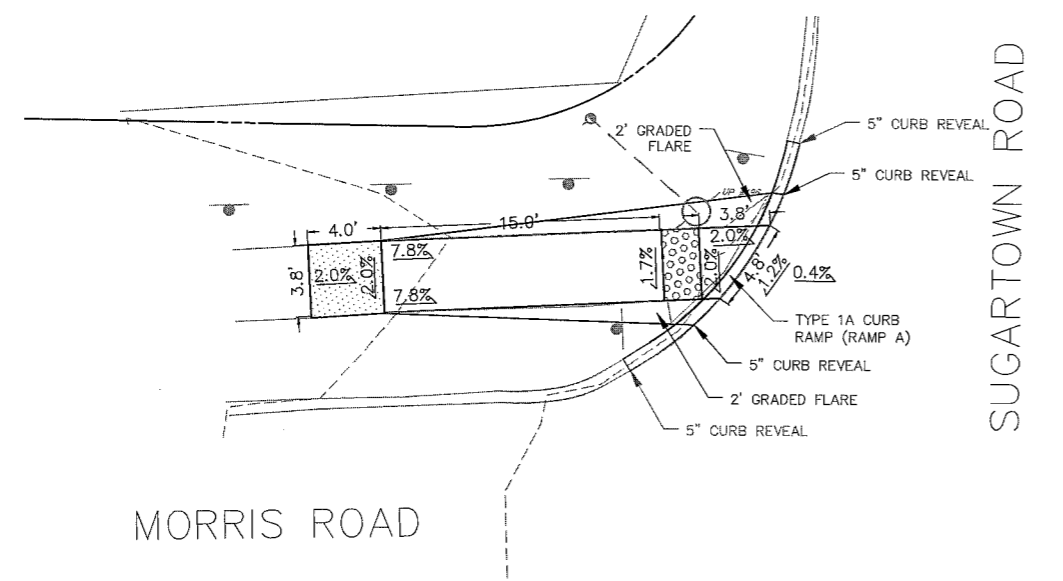 5" CURB REVEAL
2' GRADED
FLARE
5" CURB REVEAL
SUGARTOWN ROAD
3.8'
4.0'
15.0'
2.0%
7.8%
3.8'
2.0%
2.0%
1.7%
2.0%
7.8%
4.8'
1.2%
0.4%
TYPE 1A CURB
RAMP (RAMP A)
5" CURB REVEAL
2' GRADED FLARE
5" CURB REVEAL
MORRIS ROAD